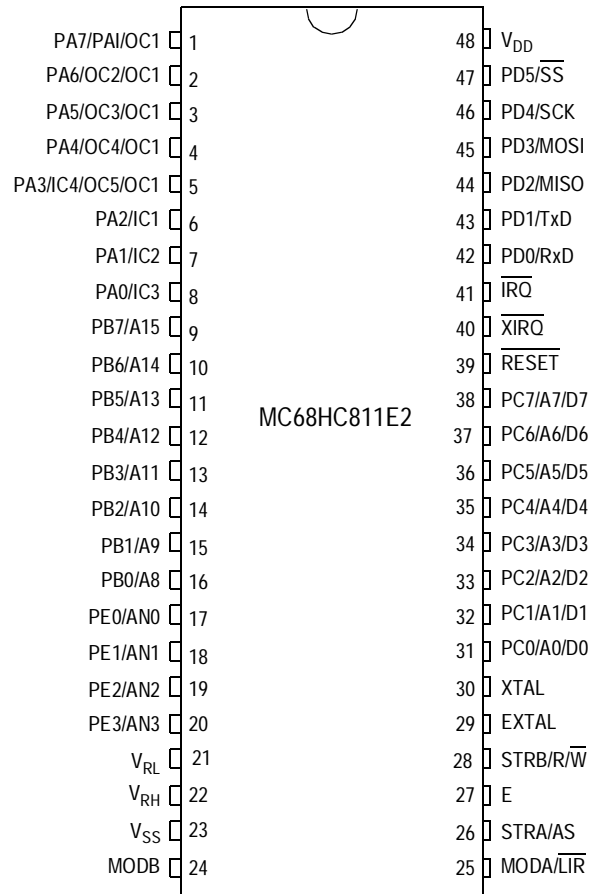 PA7/PAI/OC1 1 48 VDD
PA6/OC2/OC1 2 47 PD5/S̅S̅
PA5/OC3/OC1 3 46 PD4/SCK
PA4/OC4/OC1 4 45 PD3/MOSI
PA3/IC4/OC5/OC1 5 44 PD2/MISO
PA2/IC1 6 43 PD1/TxD
PA1/IC2 7 42 PD0/RxD
PA0/IC3 8 41 I̅R̅Q̅
PB7/A15 9 40 X̅I̅R̅Q̅
PB6/A14 10 39 R̅E̅S̅E̅T̅
PB5/A13 11 38 PC7/A7/D7
MC68HC811E2
PB4/A12 12 37 PC6/A6/D6
PB3/A11 13 36 PC5/A5/D5
PB2/A10 14 35 PC4/A4/D4
PB1/A9 15 34 PC3/A3/D3
PB0/A8 16 33 PC2/A2/D2
PE0/AN0 17 32 PC1/A1/D1
PE1/AN1 18 31 PC0/A0/D0
PE2/AN2 19 30 XTAL
PE3/AN3 20 29 EXTAL
VRL 21 28 STRB/R/W̅
VRH 22 27 E
VSS 23 26 STRA/AS
MODB 24 25 MODA/L̅I̅R̅